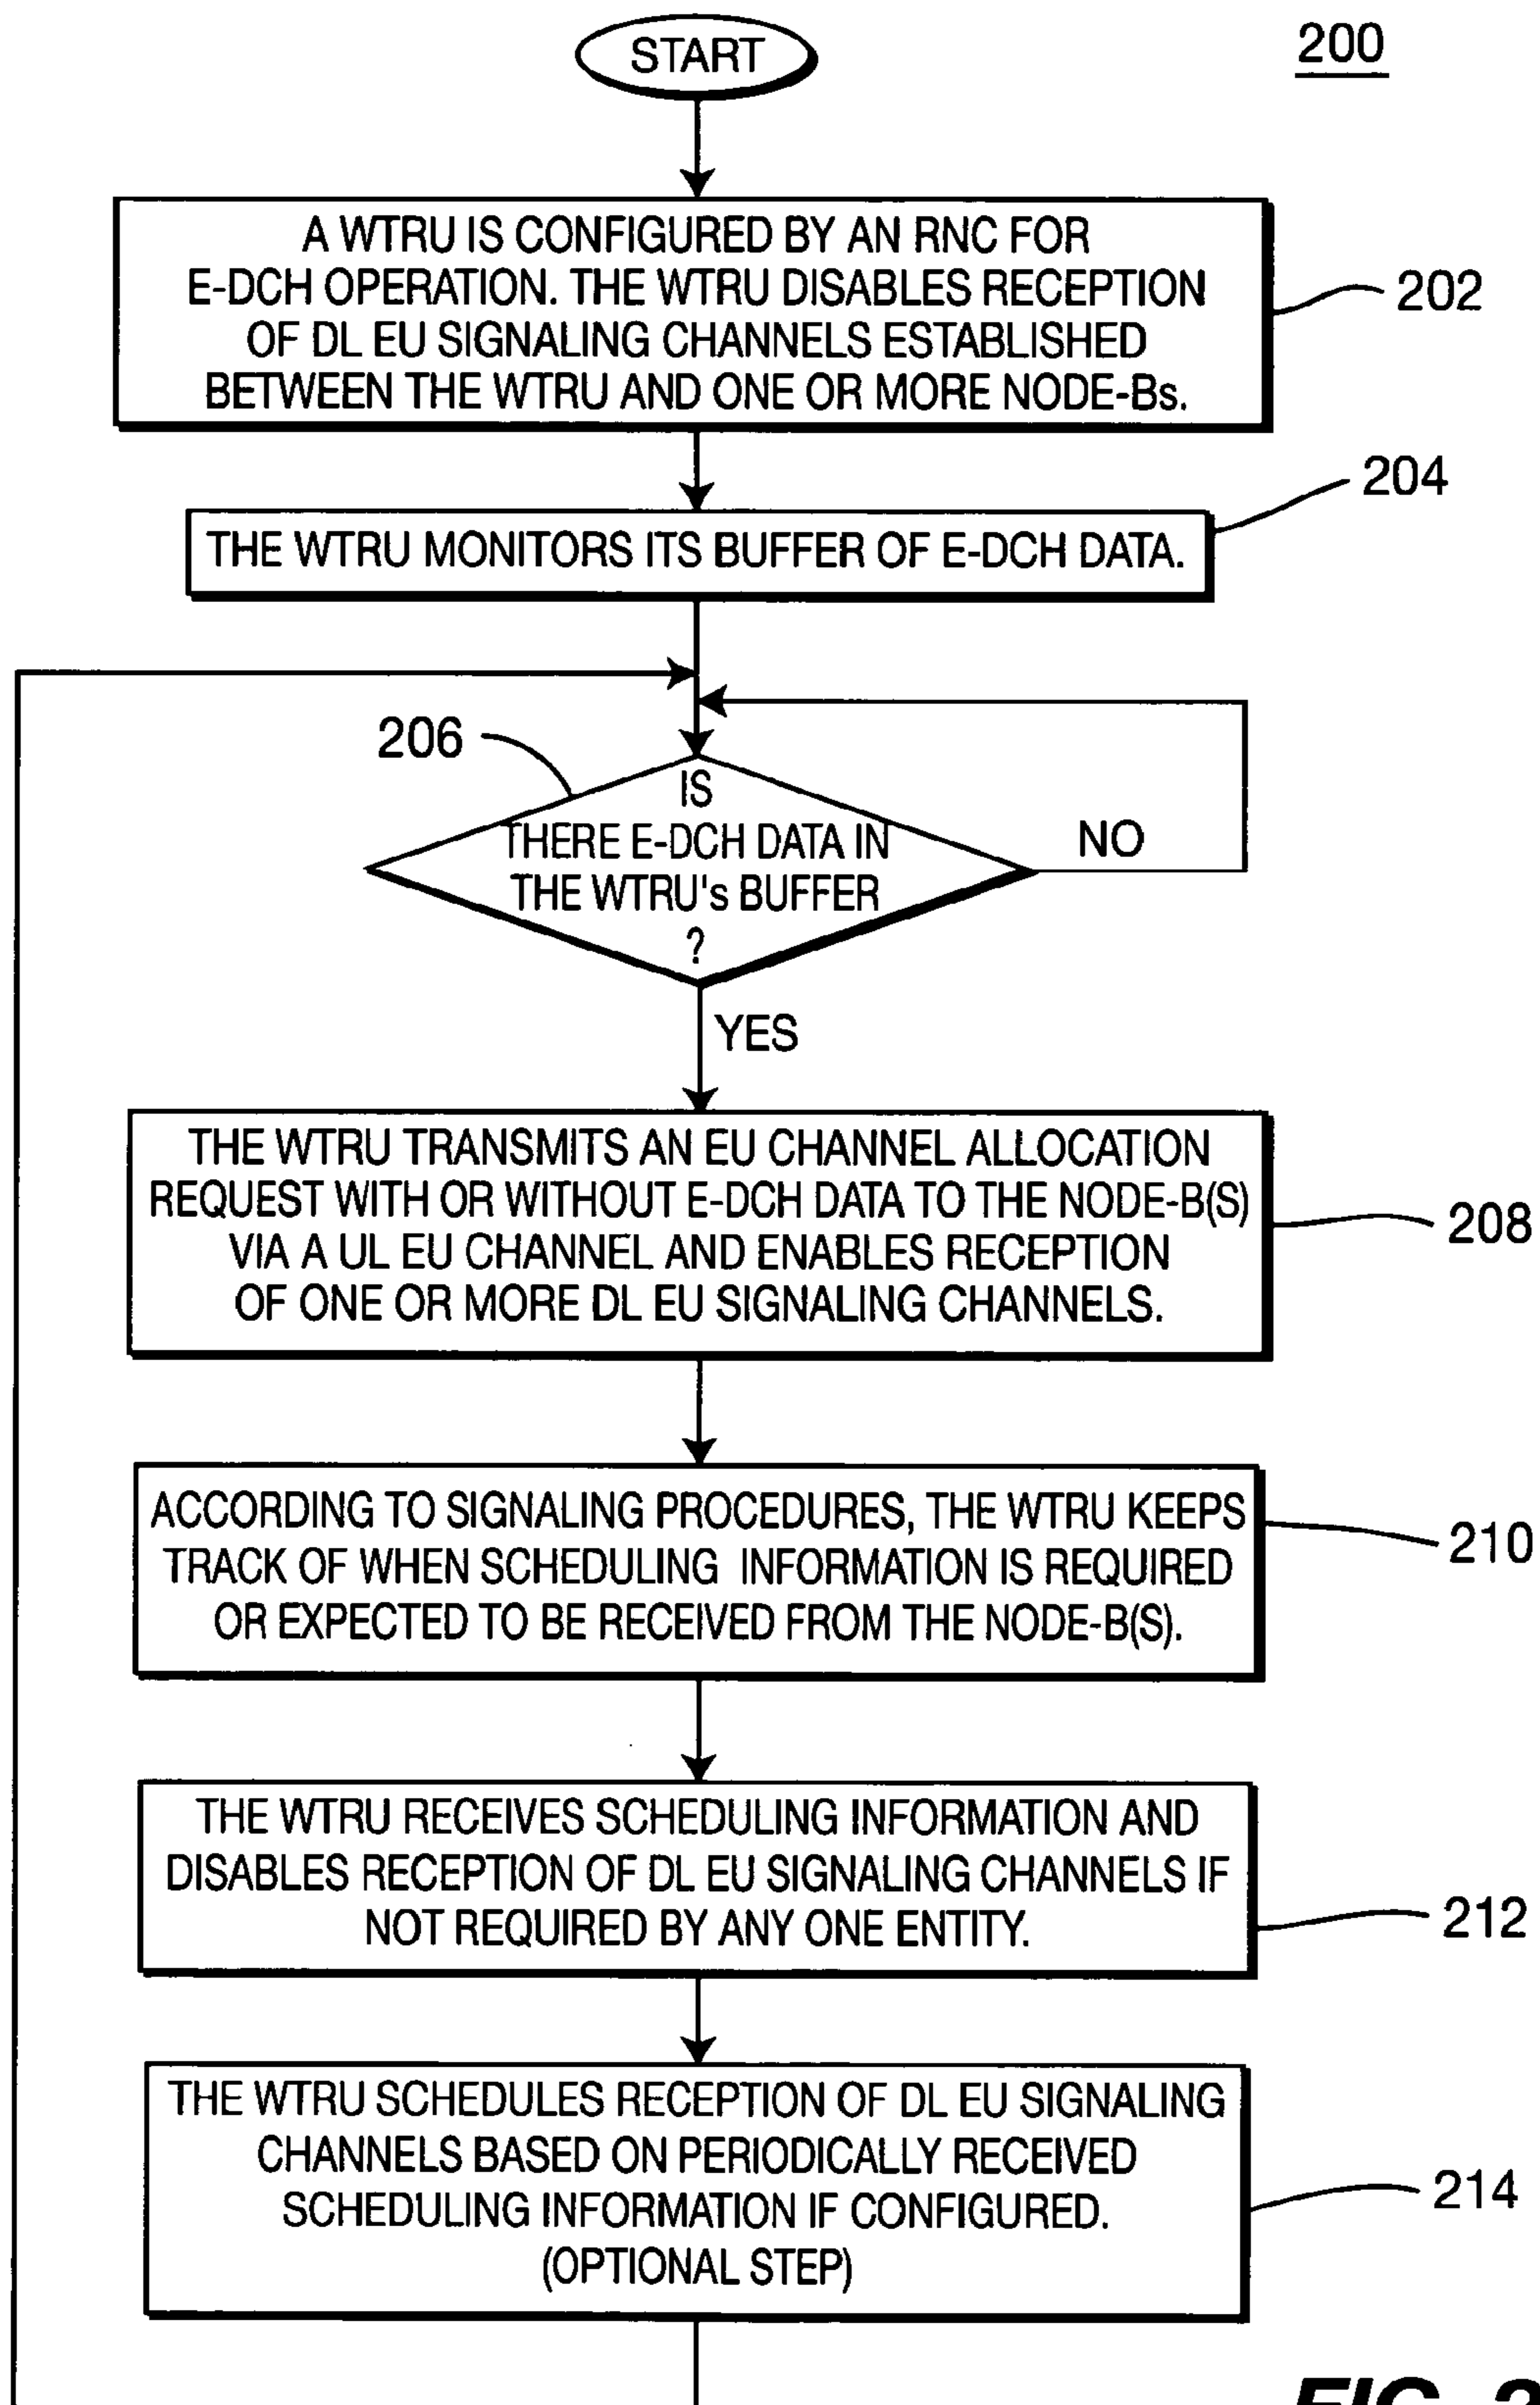 START
200
A WTRU IS CONFIGURED BY AN RNC FOR
E-DCH OPERATION. THE WTRU DISABLES RECEPTION
OF DL EU SIGNALING CHANNELS ESTABLISHED
BETWEEN THE WTRU AND ONE OR MORE NODE-Bs.
202
204
THE WTRU MONITORS ITS BUFFER OF E-DCH DATA.
206
IS
THERE E-DCH DATA IN
THE WTRU's BUFFER
?
NO
YES
THE WTRU TRANSMITS AN EU CHANNEL ALLOCATION
REQUEST WITH OR WITHOUT E-DCH DATA TO THE NODE-B(S)
VIA A UL EU CHANNEL AND ENABLES RECEPTION
OF ONE OR MORE DL EU SIGNALING CHANNELS.
208
ACCORDING TO SIGNALING PROCEDURES, THE WTRU KEEPS
TRACK OF WHEN SCHEDULING INFORMATION IS REQUIRED
OR EXPECTED TO BE RECEIVED FROM THE NODE-B(S).
210
THE WTRU RECEIVES SCHEDULING INFORMATION AND
DISABLES RECEPTION OF DL EU SIGNALING CHANNELS IF
NOT REQUIRED BY ANY ONE ENTITY.
212
THE WTRU SCHEDULES RECEPTION OF DL EU SIGNALING
CHANNELS BASED ON PERIODICALLY RECEIVED
SCHEDULING INFORMATION IF CONFIGURED.
(OPTIONAL STEP)
214
FIG. 2